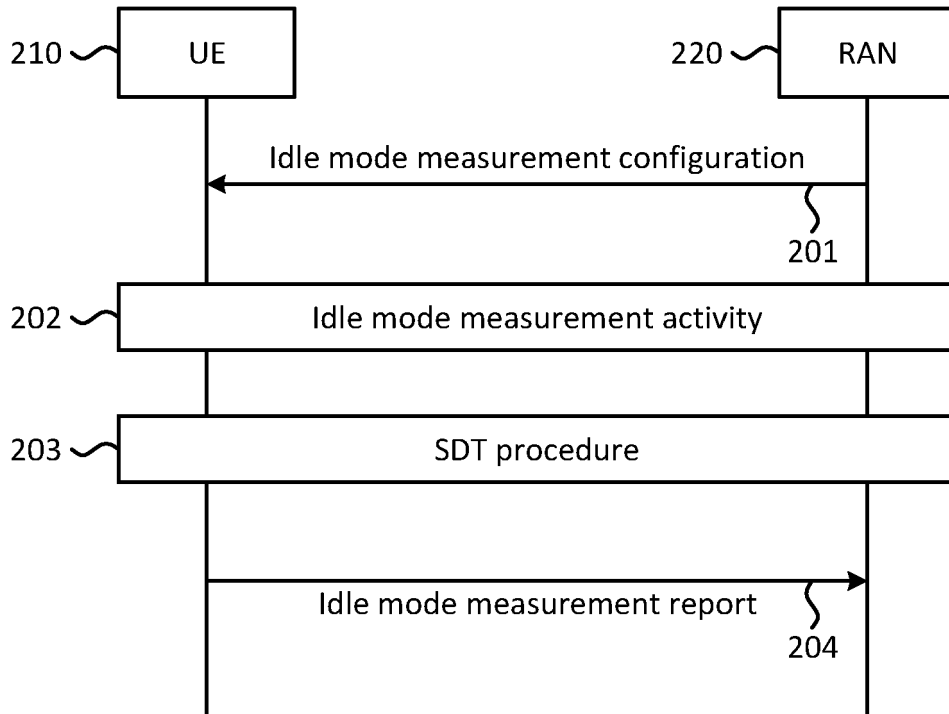 210
UE
220
RAN
Idle mode measurement configuration
201
202
Idle mode measurement activity
203
SDT procedure
Idle mode measurement report
204